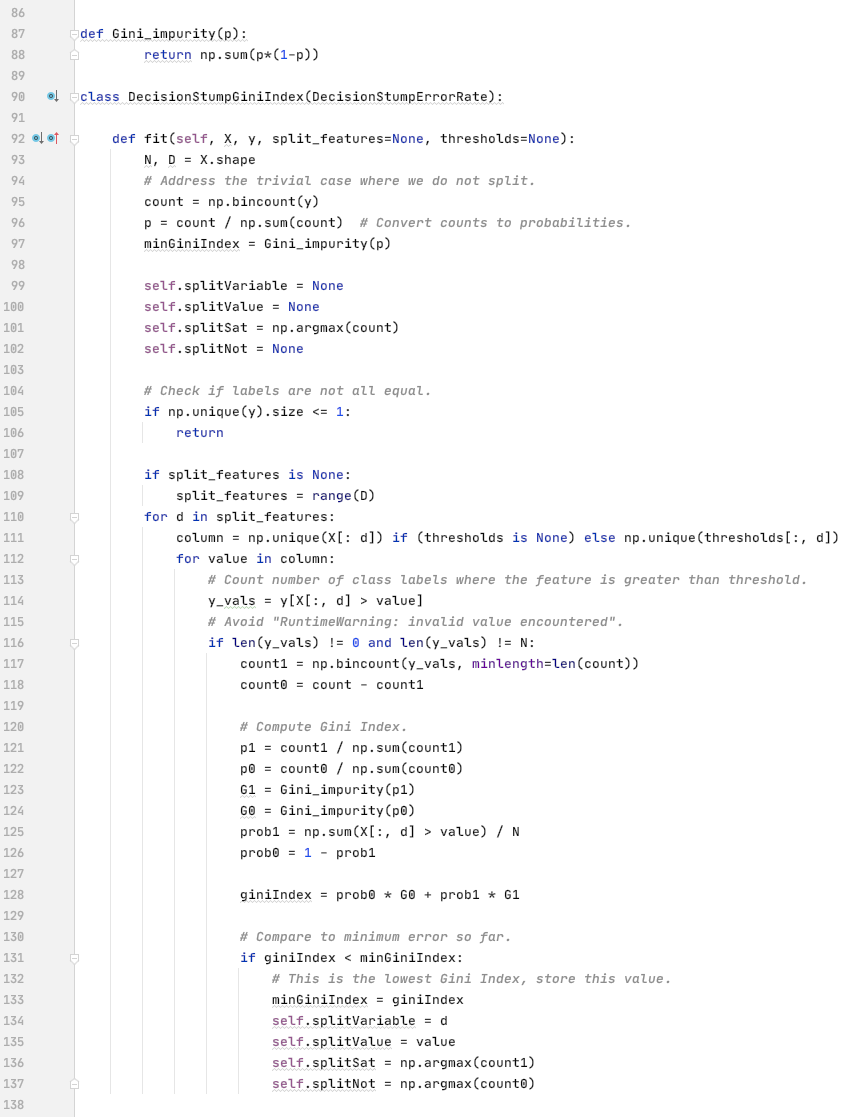 86
87 def Gini_impurity(p):
88         return np.sum(p*(1-p))
89
90 class DecisionStumpGiniIndex(DecisionStumpErrorRate):
91
92     def fit(self, X, y, split_features=None, thresholds=None):
93         N, D = X.shape
94         # Address the trivial case where we do not split.
95         count = np.bincount(y)
96         p = count / np.sum(count)  # Convert counts to probabilities.
97         minGiniIndex = Gini_impurity(p)
98
99         self.splitVariable = None
100         self.splitValue = None
101         self.splitSat = np.argmax(count)
102         self.splitNot = None
103
104         # Check if labels are not all equal.
105         if np.unique(y).size <= 1:
106             return
107
108         if split_features is None:
109             split_features = range(D)
110         for d in split_features:
111             column = np.unique(X[: d]) if (thresholds is None) else np.unique(thresholds[:, d])
112             for value in column:
113                 # Count number of class labels where the feature is greater than threshold.
114                 y_vals = y[X[:, d] > value]
115                 # Avoid "RuntimeWarning: invalid value encountered".
116                 if len(y_vals) != 0 and len(y_vals) != N:
117                     count1 = np.bincount(y_vals, minlength=len(count))
118                     count0 = count - count1
119
120                     # Compute Gini Index.
121                     p1 = count1 / np.sum(count1)
122                     p0 = count0 / np.sum(count0)
123                     G1 = Gini_impurity(p1)
124                     G0 = Gini_impurity(p0)
125                     prob1 = np.sum(X[:, d] > value) / N
126                     prob0 = 1 - prob1
127
128                     giniIndex = prob0 * G0 + prob1 * G1
129
130                     # Compare to minimum error so far.
131                     if giniIndex < minGiniIndex:
132                         # This is the lowest Gini Index, store this value.
133                         minGiniIndex = giniIndex
134                         self.splitVariable = d
135                         self.splitValue = value
136                         self.splitSat = np.argmax(count1)
137                         self.splitNot = np.argmax(count0)
138